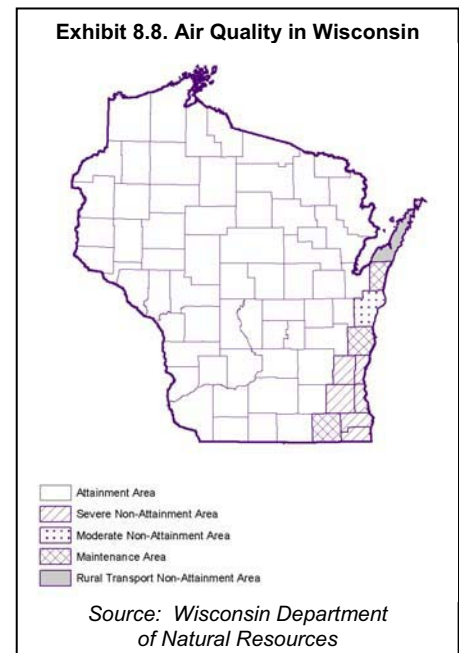 Exhibit 8.8. Air Quality in Wisconsin
Attainment Area
Severe Non-Attainment Area
Moderate Non-Attainment Area
Maintenance Area
Rural Transport Non-Attainment Area
Source: Wisconsin Department
of Natural Resources